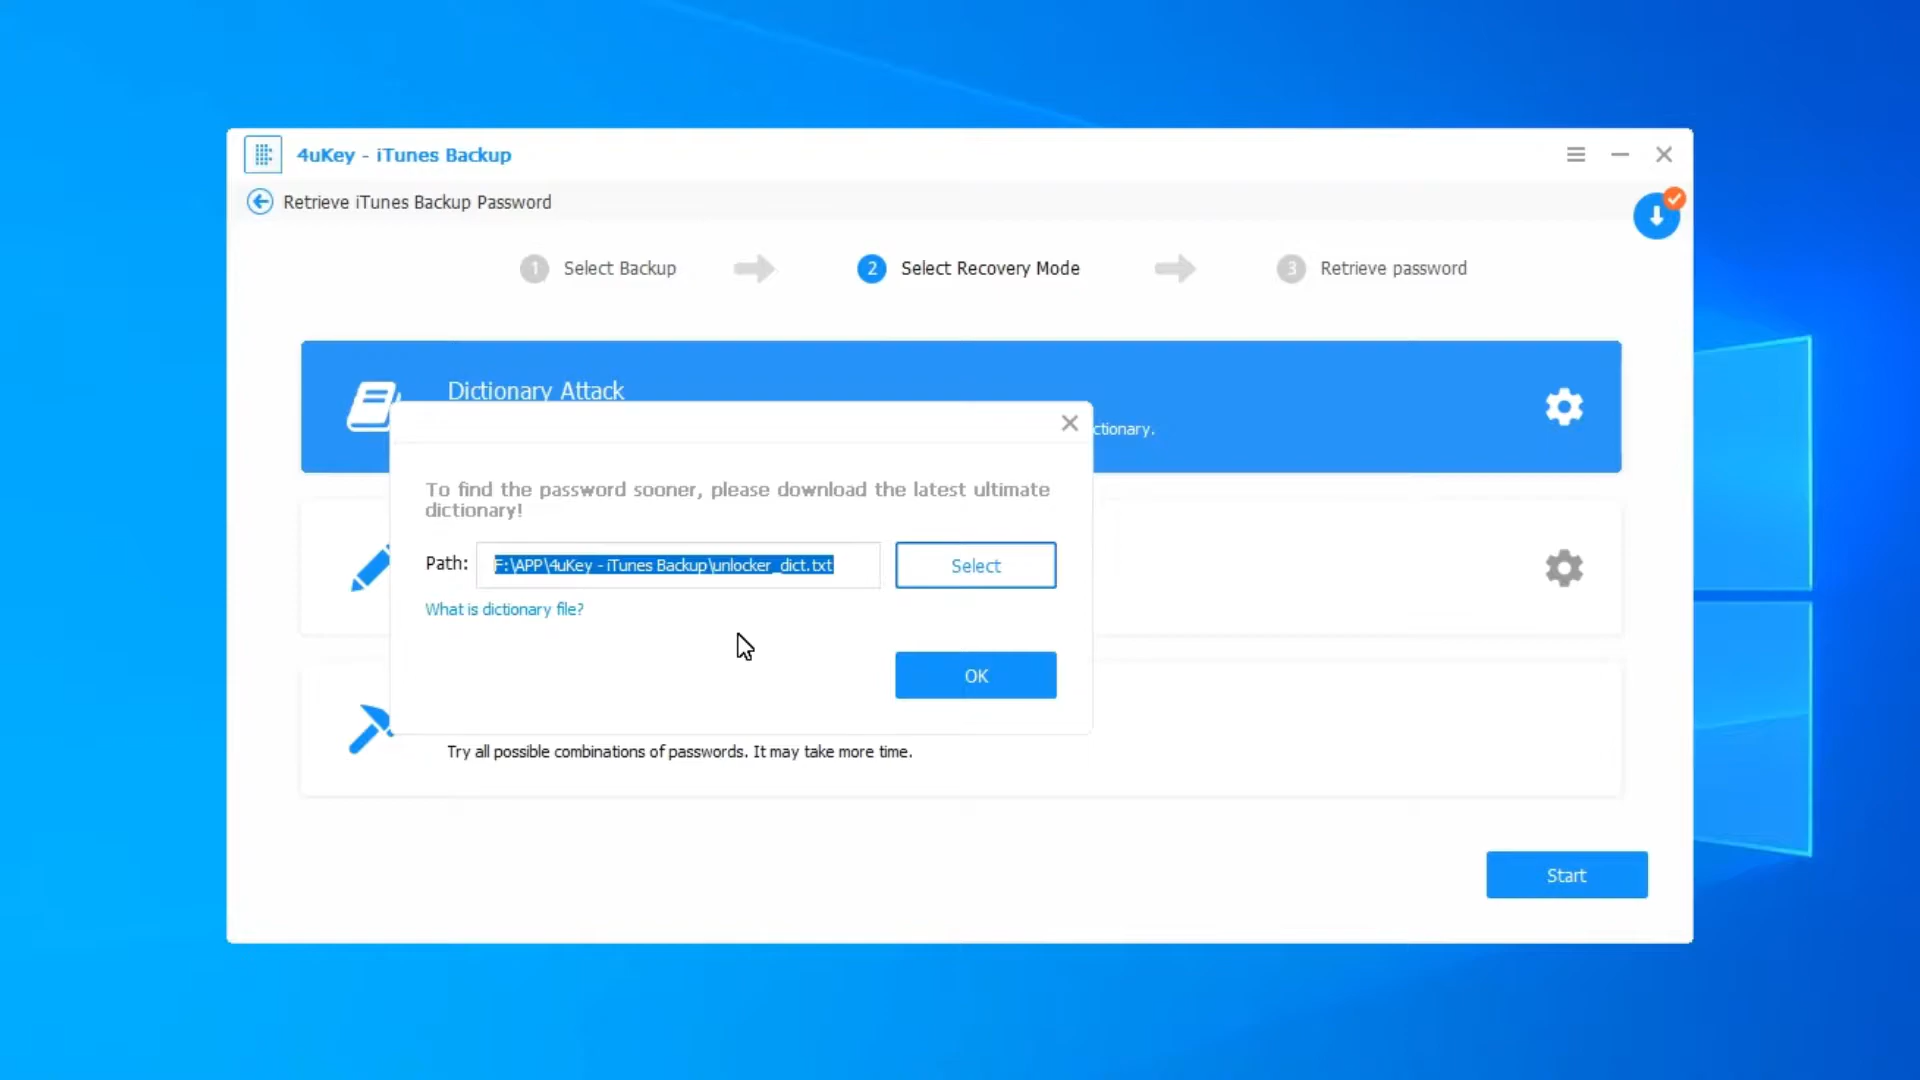 4uKey - iTunes Backup
Retrieve iTunes Backup Password
1 Select Backup
2 Select Recovery Mode
3 Retrieve password
Dictionary Attack
ctionary.
To find the password sooner, please download the latest ultimate
dictionary!
Path: F:\APP\4uKey - iTunes Backup\unlocker_dict.txt
Select
What is dictionary file?
OK
Try all possible combinations of passwords. It may take more time.
Start